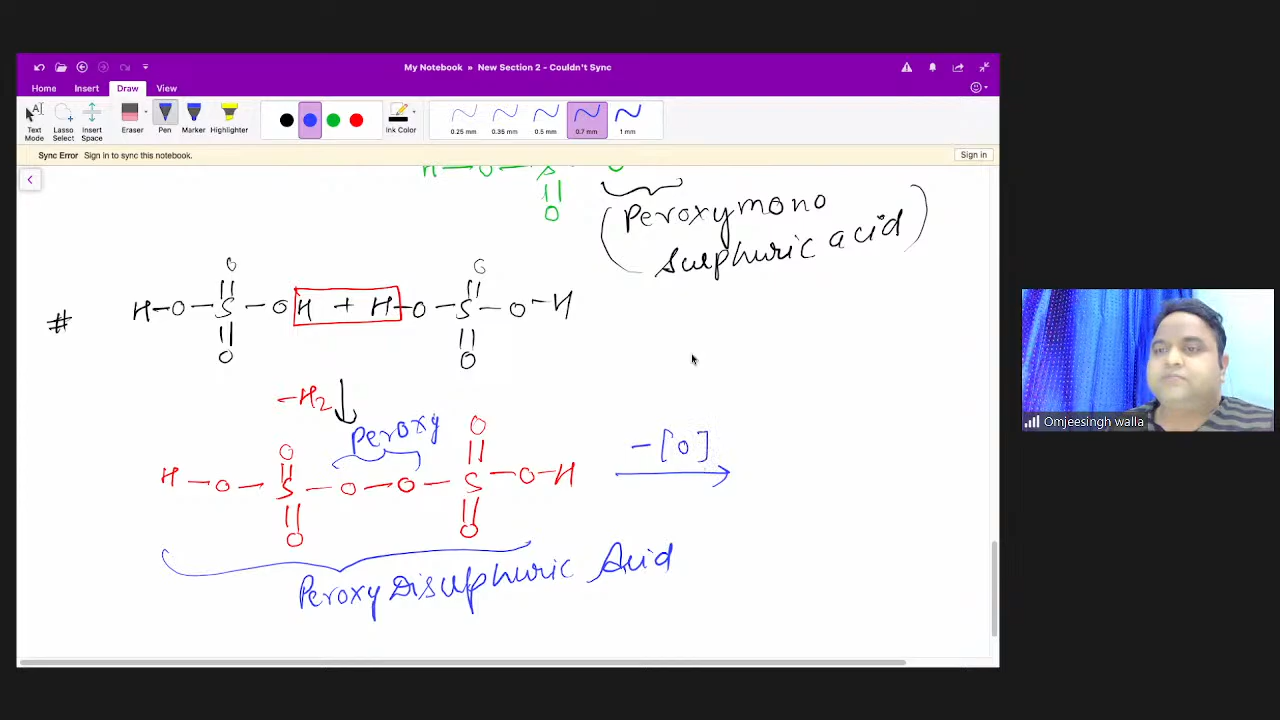 My Notebook » New Section 2 - Couldn't Sync
Home Insert Draw View
Text Mode Lasso Select Insert Space Eraser Pen Marker Highlighter Ink Color 0.25 mm 0.35 mm 0.5 mm 0.7 mm 1 mm
Sync Error Sign in to sync this notebook. Sign in
H-O-S O
O
(Peroxymono
sulphuric acid)
O O
# H-O-S-OH + H-O-S-O-H
O O
-H2
Peroxy
O O
-[O]
H-O-S-O-O-S-O-H
O O
PeroxyDisulphuric Acid
Omjeesingh walla